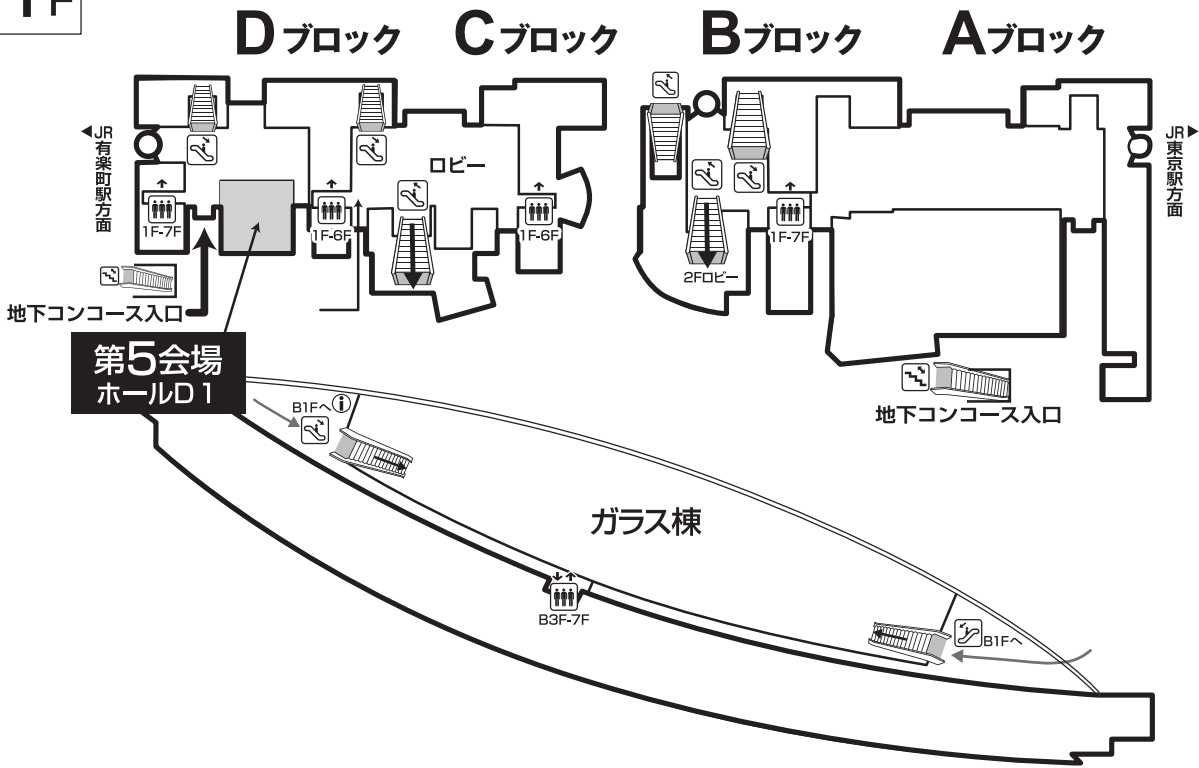 1F
Dブロック
Cブロック
Bブロック
Aブロック
◀JR有楽町駅方面
JR▶東京駅方面
ロビー
1F-7F
1F-6F
1F-6F
1F-7F
2Fロビー
地下コンコース入口
第5会場
ホールD1
地下コンコース入口
B1Fへ
ガラス棟
B3F-7F
B1Fへ